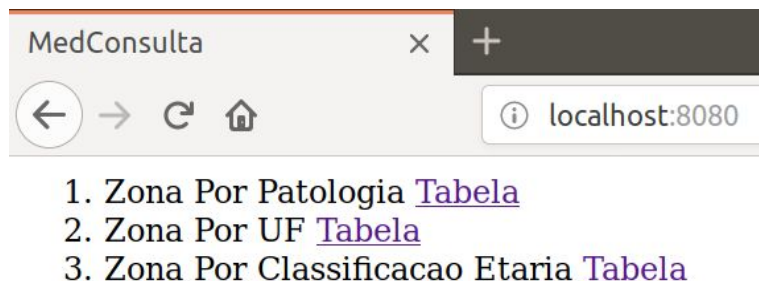 MedConsulta
localhost:8080
1. Zona Por Patologia Tabela
2. Zona Por UF Tabela
3. Zona Por Classificacao Etaria Tabela